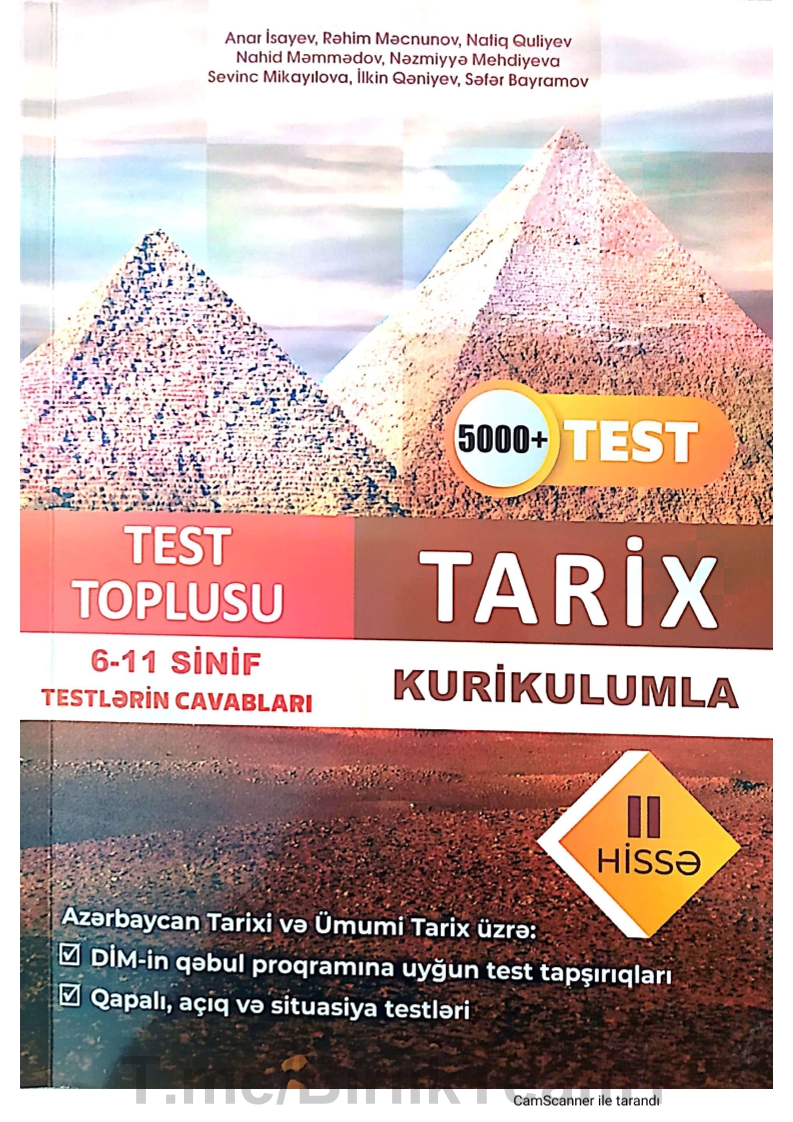 Anar İsayev, Rəhim Məcnunov, Natiq Quliyev
Nahid Məmmədov, Nəzmiyyə Mehdiyeva
Sevinc Mikayılova, İlkin Qəniyev, Səfər Bayramov
5000+ TEST
TEST
TOPLUSU
TARİX
6-11 SİNİF
TESTLƏRİN CAVABLARI
KURİKULUMLA
II
HİSSƏ
Azərbaycan Tarixi və Ümumi Tarix üzrə:
DİM-in qəbul proqramına uyğun test tapşırıqları
Qapalı, açıq və situasiya testləri
CamScanner ile tarandı